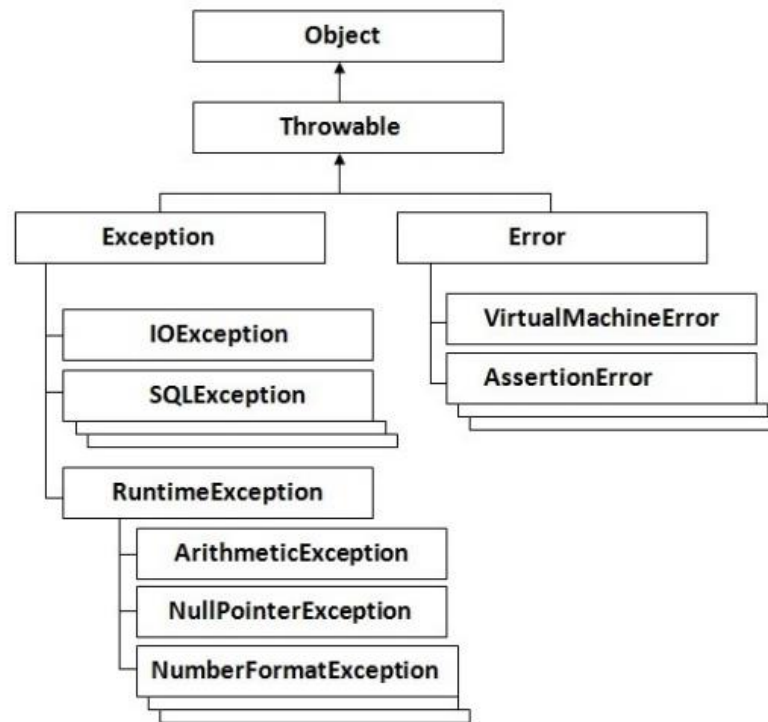 Object
Throwable
Exception
Error
IOException
SQLException
RuntimeException
ArithmeticException
NullPointerException
NumberFormatException
VirtualMachineError
AssertionError